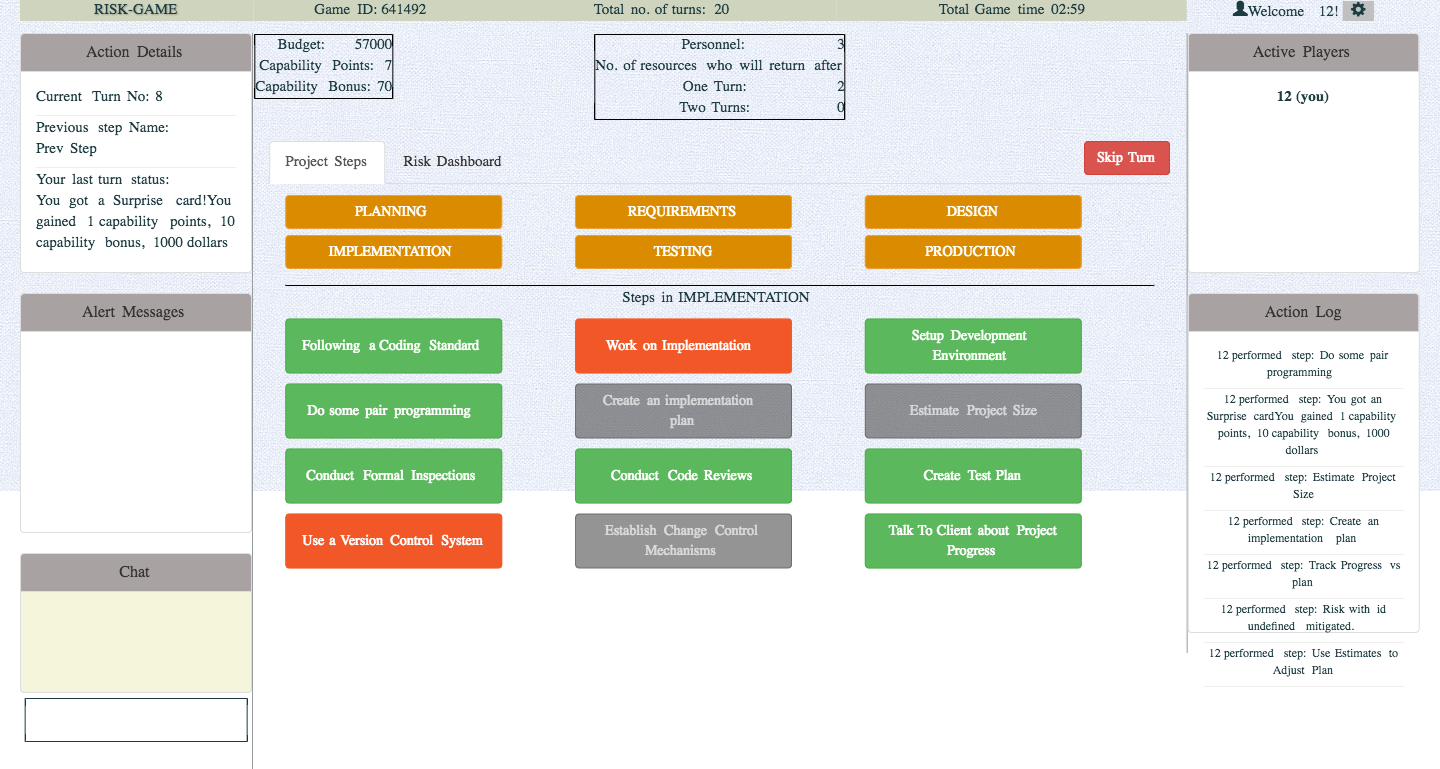 RISK-GAME
Game ID: 641492
Total no. of turns: 20
Total Game time 02:59
Welcome 12!
Action Details
Current Turn No: 8
Previous step Name:
Prev Step
Your last turn status:
You got a Surprise card!You
gained 1 capability points, 10
capability bonus, 1000 dollars
Alert Messages
Chat
Budget: 57000
Capability Points: 7
Capability Bonus: 70
Personnel: 3
No. of resources who will return after
One Turn: 2
Two Turns: 0
Project Steps
Risk Dashboard
Skip Turn
PLANNING
REQUIREMENTS
DESIGN
IMPLEMENTATION
TESTING
PRODUCTION
Steps in IMPLEMENTATION
Following a Coding Standard
Work on Implementation
Setup Development
Environment
Do some pair programming
Create an implementation
plan
Estimate Project Size
Conduct Formal Inspections
Conduct Code Reviews
Create Test Plan
Use a Version Control System
Establish Change Control
Mechanisms
Talk To Client about Project
Progress
Active Players
12 (you)
Action Log
12 performed step: Do some pair
programming
12 performed step: You got an
Surprise cardYou gained 1 capability
points, 10 capability bonus, 1000
dollars
12 performed step: Estimate Project
Size
12 performed step: Create an
implementation plan
12 performed step: Track Progress vs
plan
12 performed step: Risk with id
undefined mitigated.
12 performed step: Use Estimates to
Adjust Plan